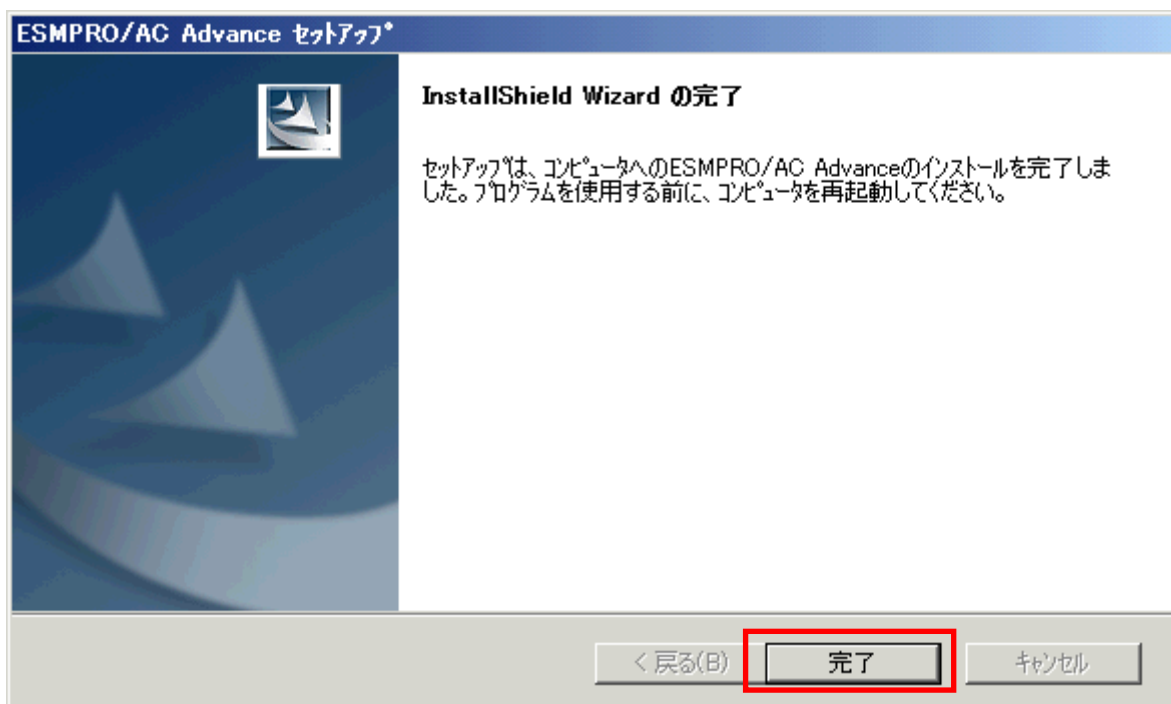 ESMPRO/AC Advance ｾｯﾄｱｯﾌﾟ
InstallShield Wizard の完了
ｾｯﾄｱｯﾌﾟは、ｺﾝﾋﾟｭｰﾀへのESMPRO/AC Advanceのｲﾝｽﾄｰﾙを完了しま
した。ﾌﾟﾛｸﾞﾗﾑを使用する前に、ｺﾝﾋﾟｭｰﾀを再起動してください。
< 戻る(B) 完了 ｷｬﾝｾﾙ